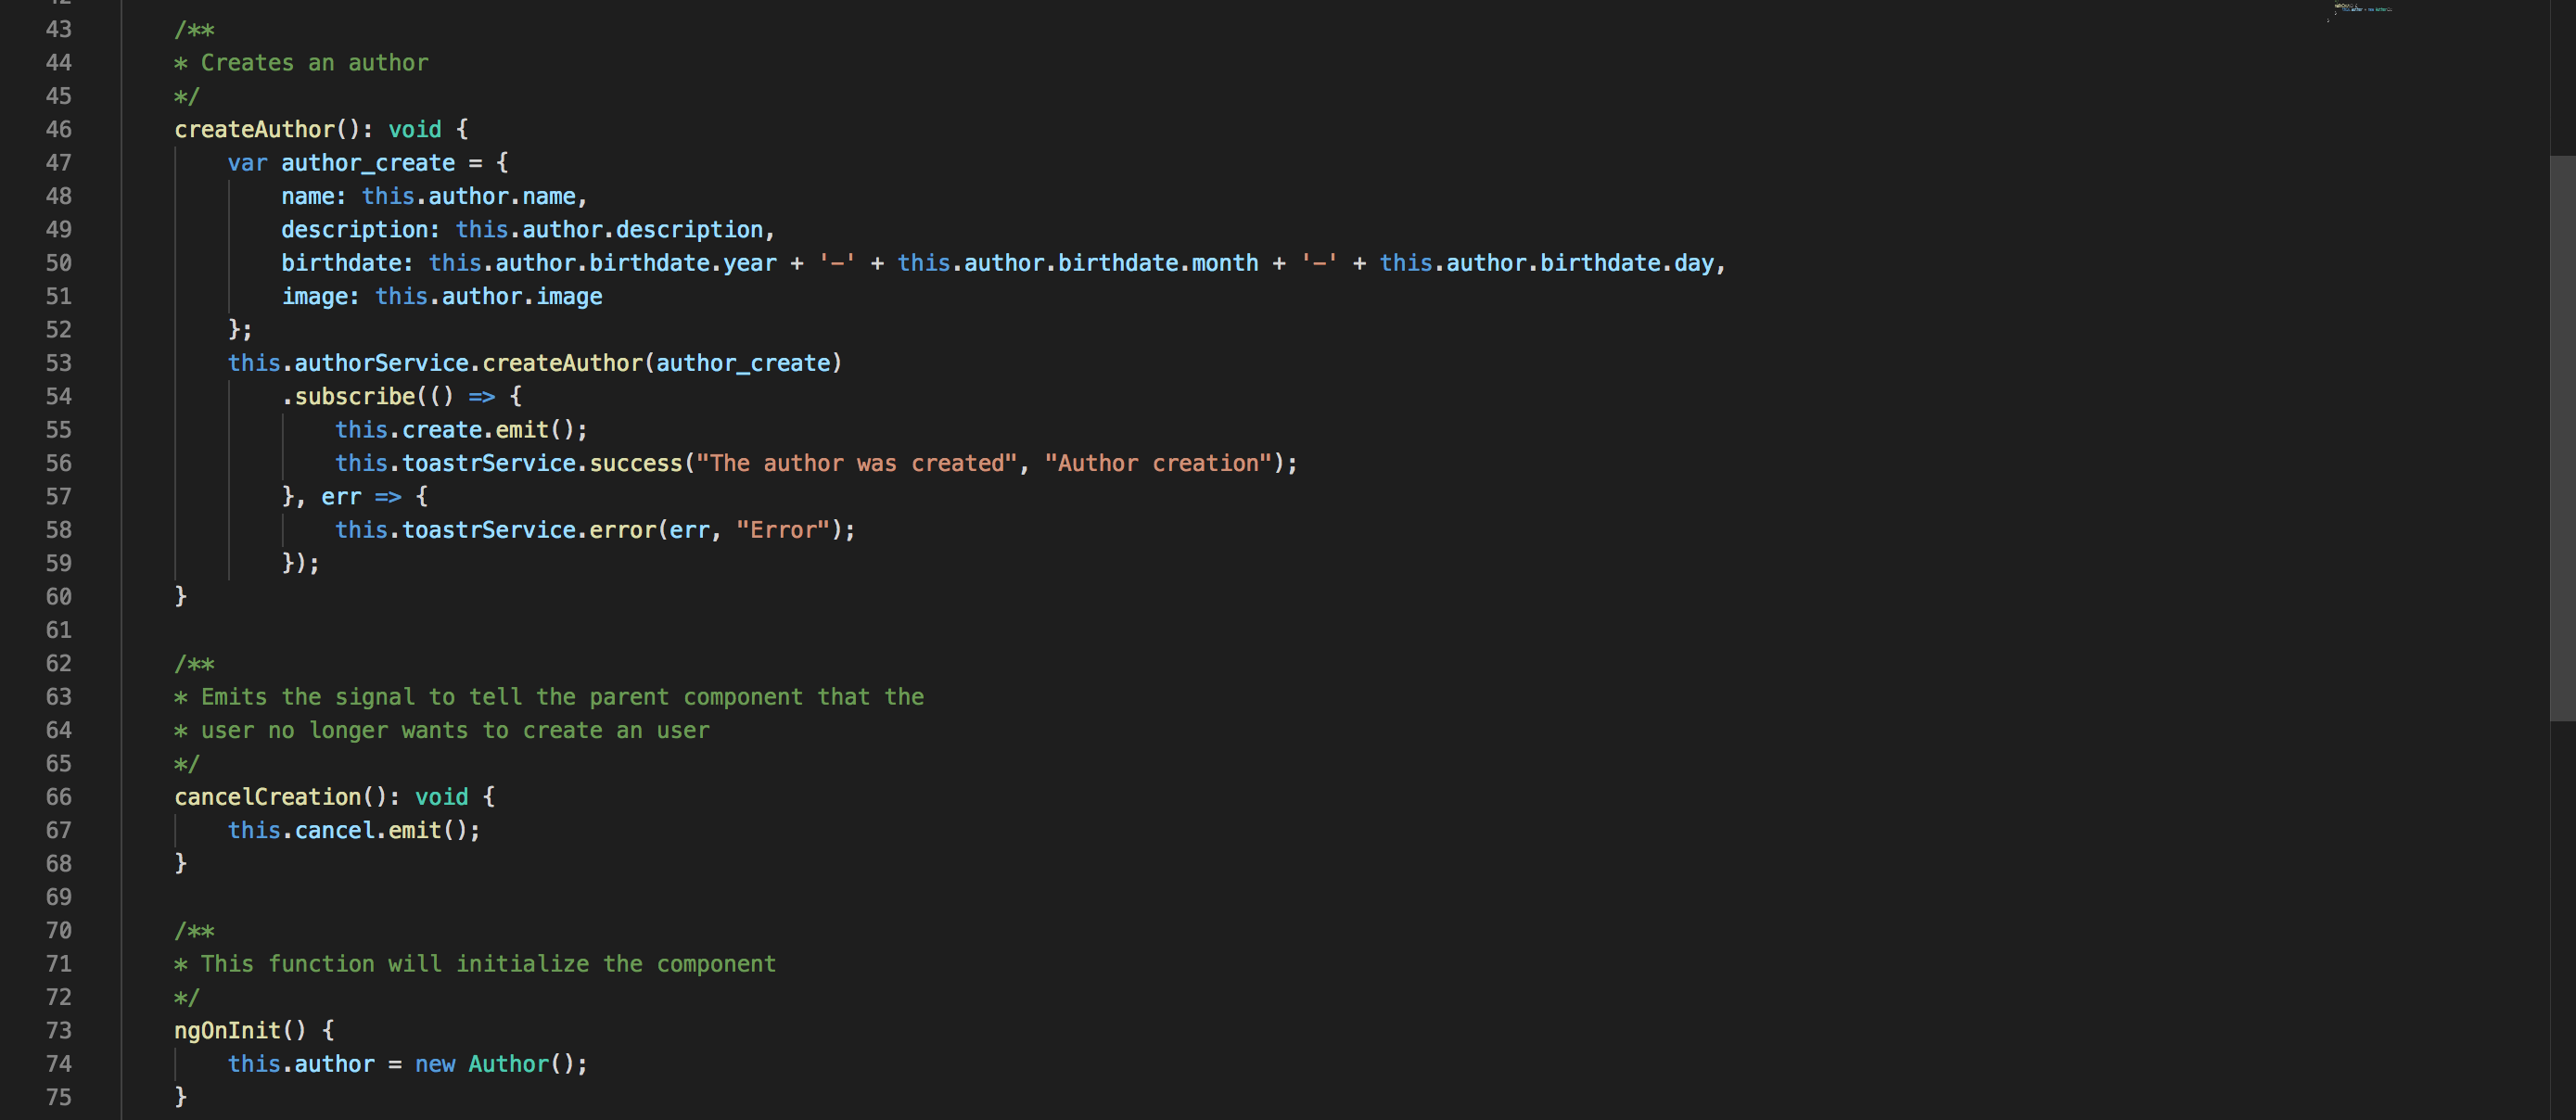 43 /**
44 * Creates an author
45 */
46 createAuthor(): void {
47 var author_create = {
48 name: this.author.name,
49 description: this.author.description,
50 birthdate: this.author.birthdate.year + '-' + this.author.birthdate.month + '-' + this.author.birthdate.day,
51 image: this.author.image
52 };
53 this.authorService.createAuthor(author_create)
54 .subscribe(() => {
55 this.create.emit();
56 this.toastrService.success("The author was created", "Author creation");
57 }, err => {
58 this.toastrService.error(err, "Error");
59 });
60 }
61
62 /**
63 * Emits the signal to tell the parent component that the
64 * user no longer wants to create an user
65 */
66 cancelCreation(): void {
67 this.cancel.emit();
68 }
69
70 /**
71 * This function will initialize the component
72 */
73 ngOnInit() {
74 this.author = new Author();
75 }